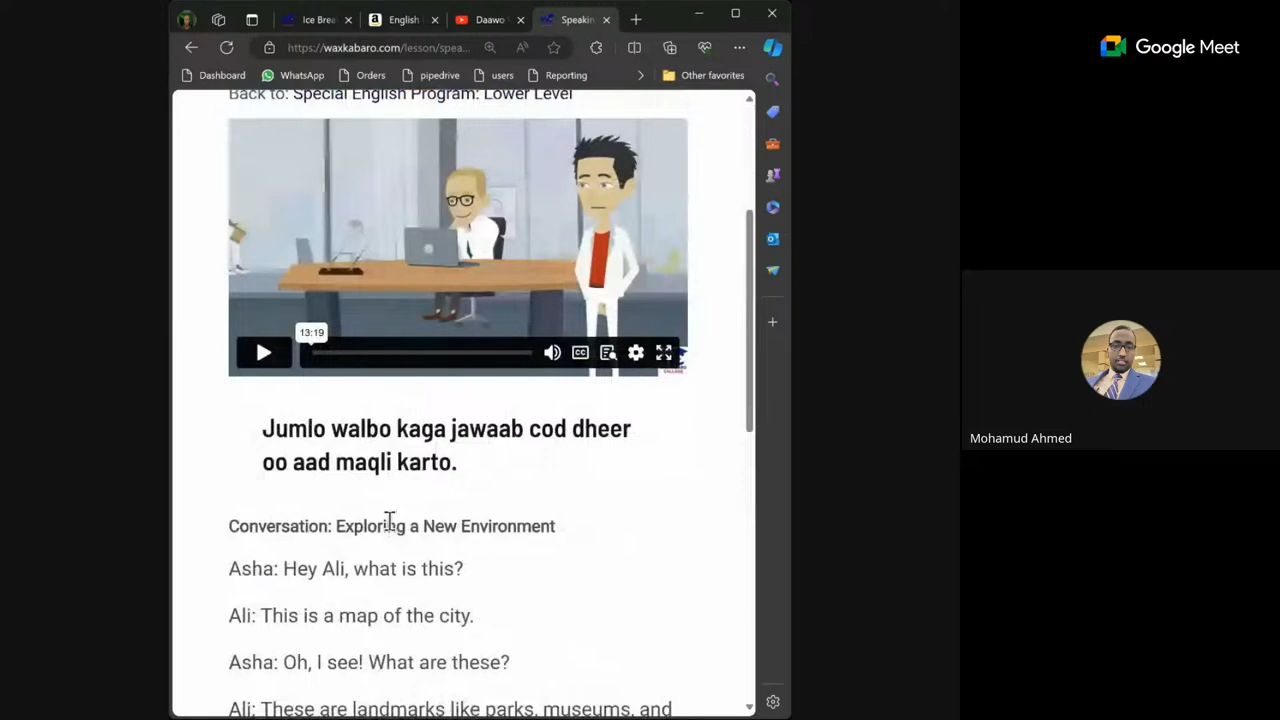 Ice Brea
English
Daawo
Speakin
https://waxkabaro.com/lesson/spea...
Google Meet
Dashboard
WhatsApp
Orders
pipedrive
users
Reporting
Other favorites
Back to: Special English Program: Lower Level
13:19
CC
Jumlo walbo kaga jawaab cod dheer
oo aad maqli karto.
Conversation: Exploring a New Environment
Asha: Hey Ali, what is this?
Ali: This is a map of the city.
Asha: Oh, I see! What are these?
Ali: These are landmarks like parks, museums, and
Mohamud Ahmed